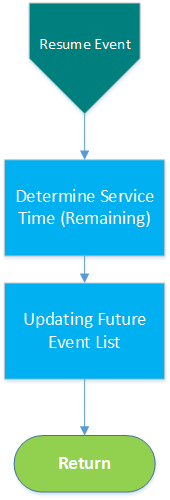 Resume Event
Determine Service
Time (Remaining)
Updating Future
Event List
Return